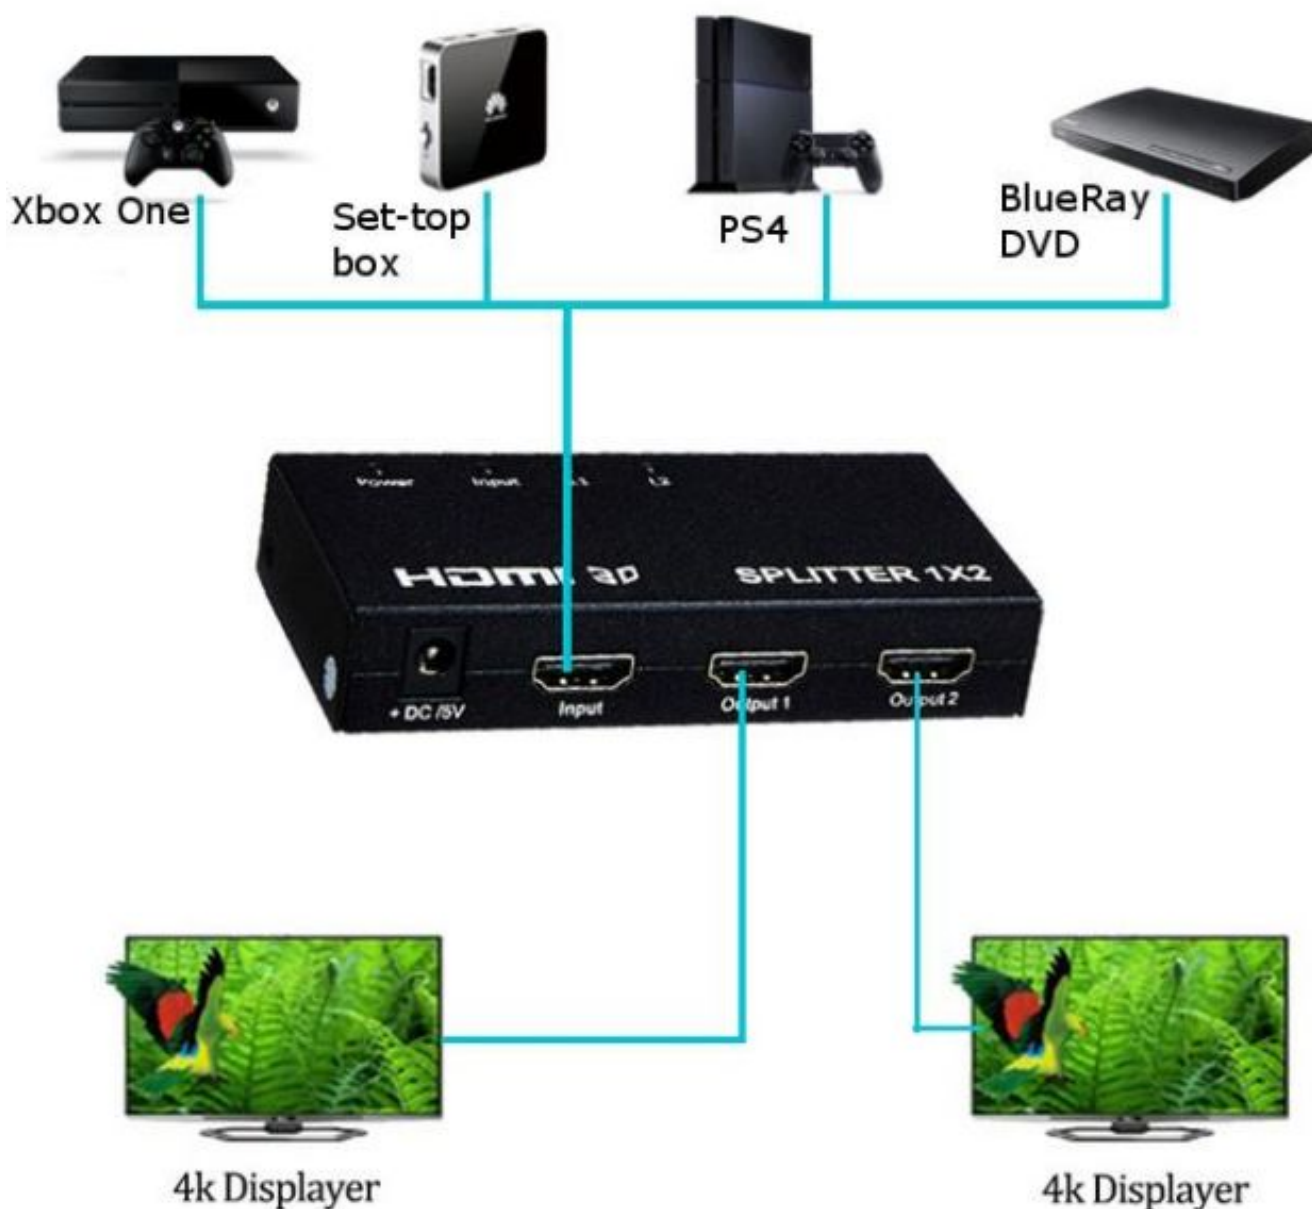 Xbox One
Set-top
box
PS4
BlueRay
DVD
Power
Input
L2
HDMI 3D
SPLITTER 1X2
+ DC /5V
Input
Output 1
Output 2
4k Displayer
4k Displayer